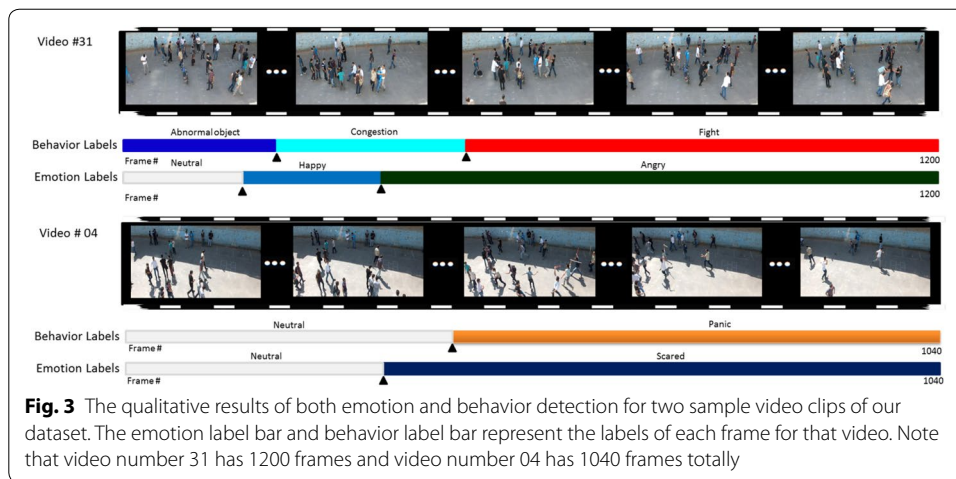 Video #31
Abnormal object Congestion Fight
Behavior Labels
Frame # 1200
Neutral Happy Angry
Emotion Labels
Frame # 1200
Video # 04
Neutral Panic
Behavior Labels
Frame # 1040
Neutral Scared
Emotion Labels
Frame # 1040
Fig. 3 The qualitative results of both emotion and behavior detection for two sample video clips of our
dataset. The emotion label bar and behavior label bar represent the labels of each frame for that video. Note
that video number 31 has 1200 frames and video number 04 has 1040 frames totally